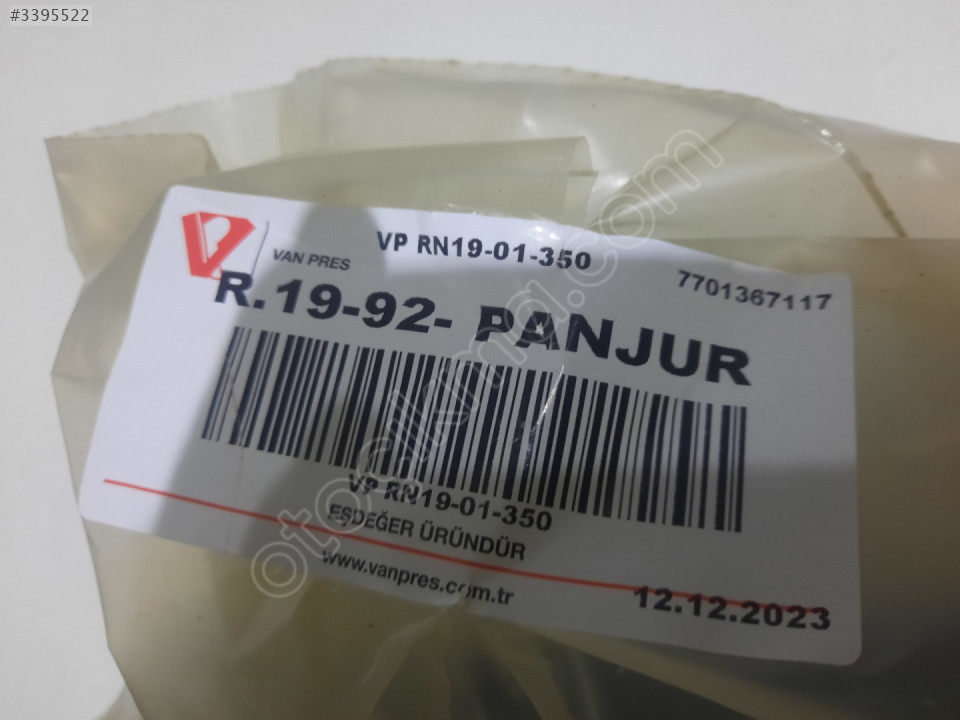 #3395522
VP RN19-01-350
VAN PRES
7701367117
R.19-92- PANJUR
VP RN19-01-350
EŞDEĞER ÜRÜNDÜR
www.vanpres.com.tr
12.12.2023
otocikma.com